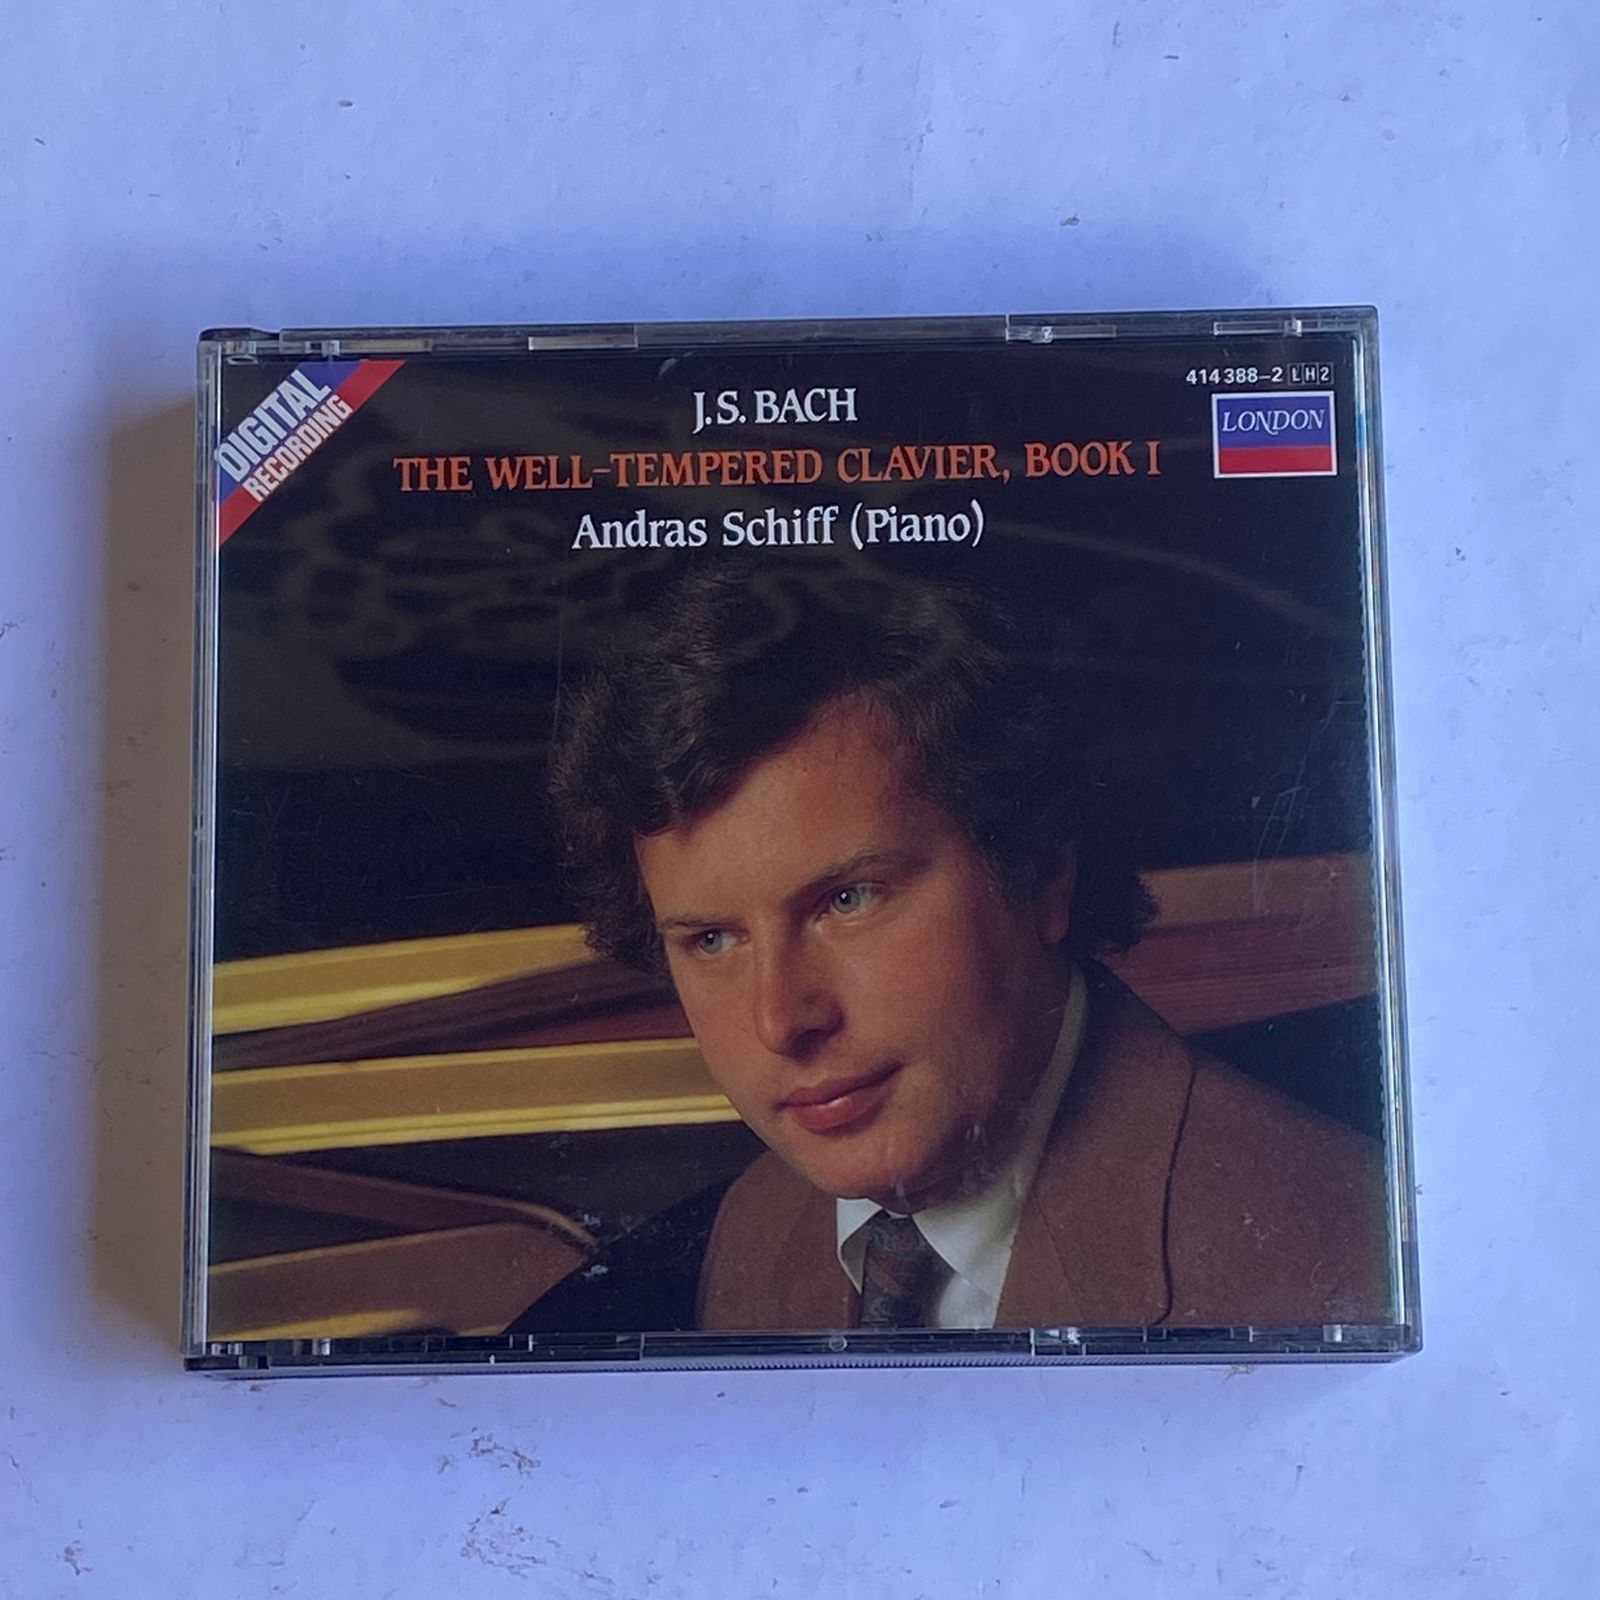 DIGITAL
RECORDING
J.S. BACH
THE WELL-TEMPERED CLAVIER, BOOK I
Andras Schiff (Piano)
414 388-2 LH2
LONDON